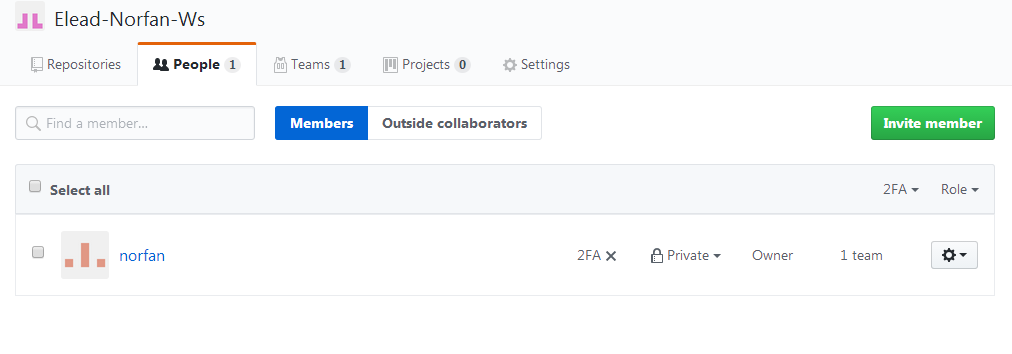 Elead-Norfan-Ws
Repositories People 1 Teams 1 Projects 0 Settings
Find a member... Members Outside collaborators Invite member
Select all 2FA Role
norfan 2FA Private Owner 1 team